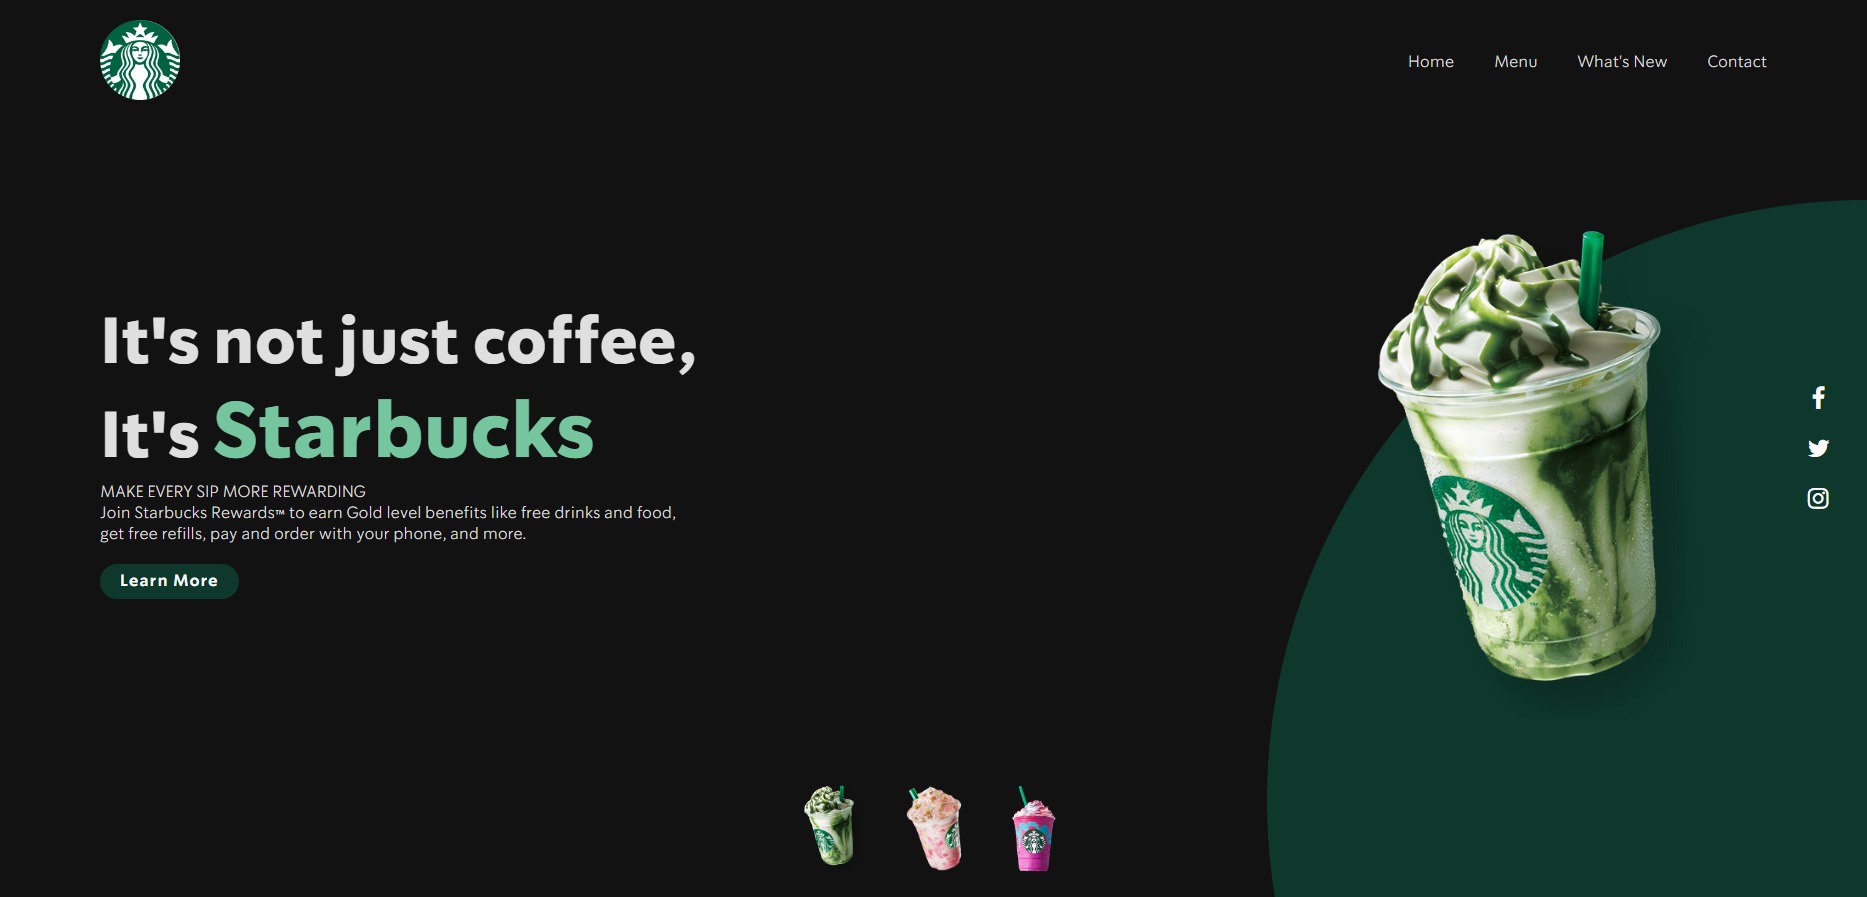 Home Menu What's New Contact
It's not just coffee,
It's Starbucks
MAKE EVERY SIP MORE REWARDING
Join Starbucks Rewards™ to earn Gold level benefits like free drinks and food,
get free refills, pay and order with your phone, and more.
Learn More